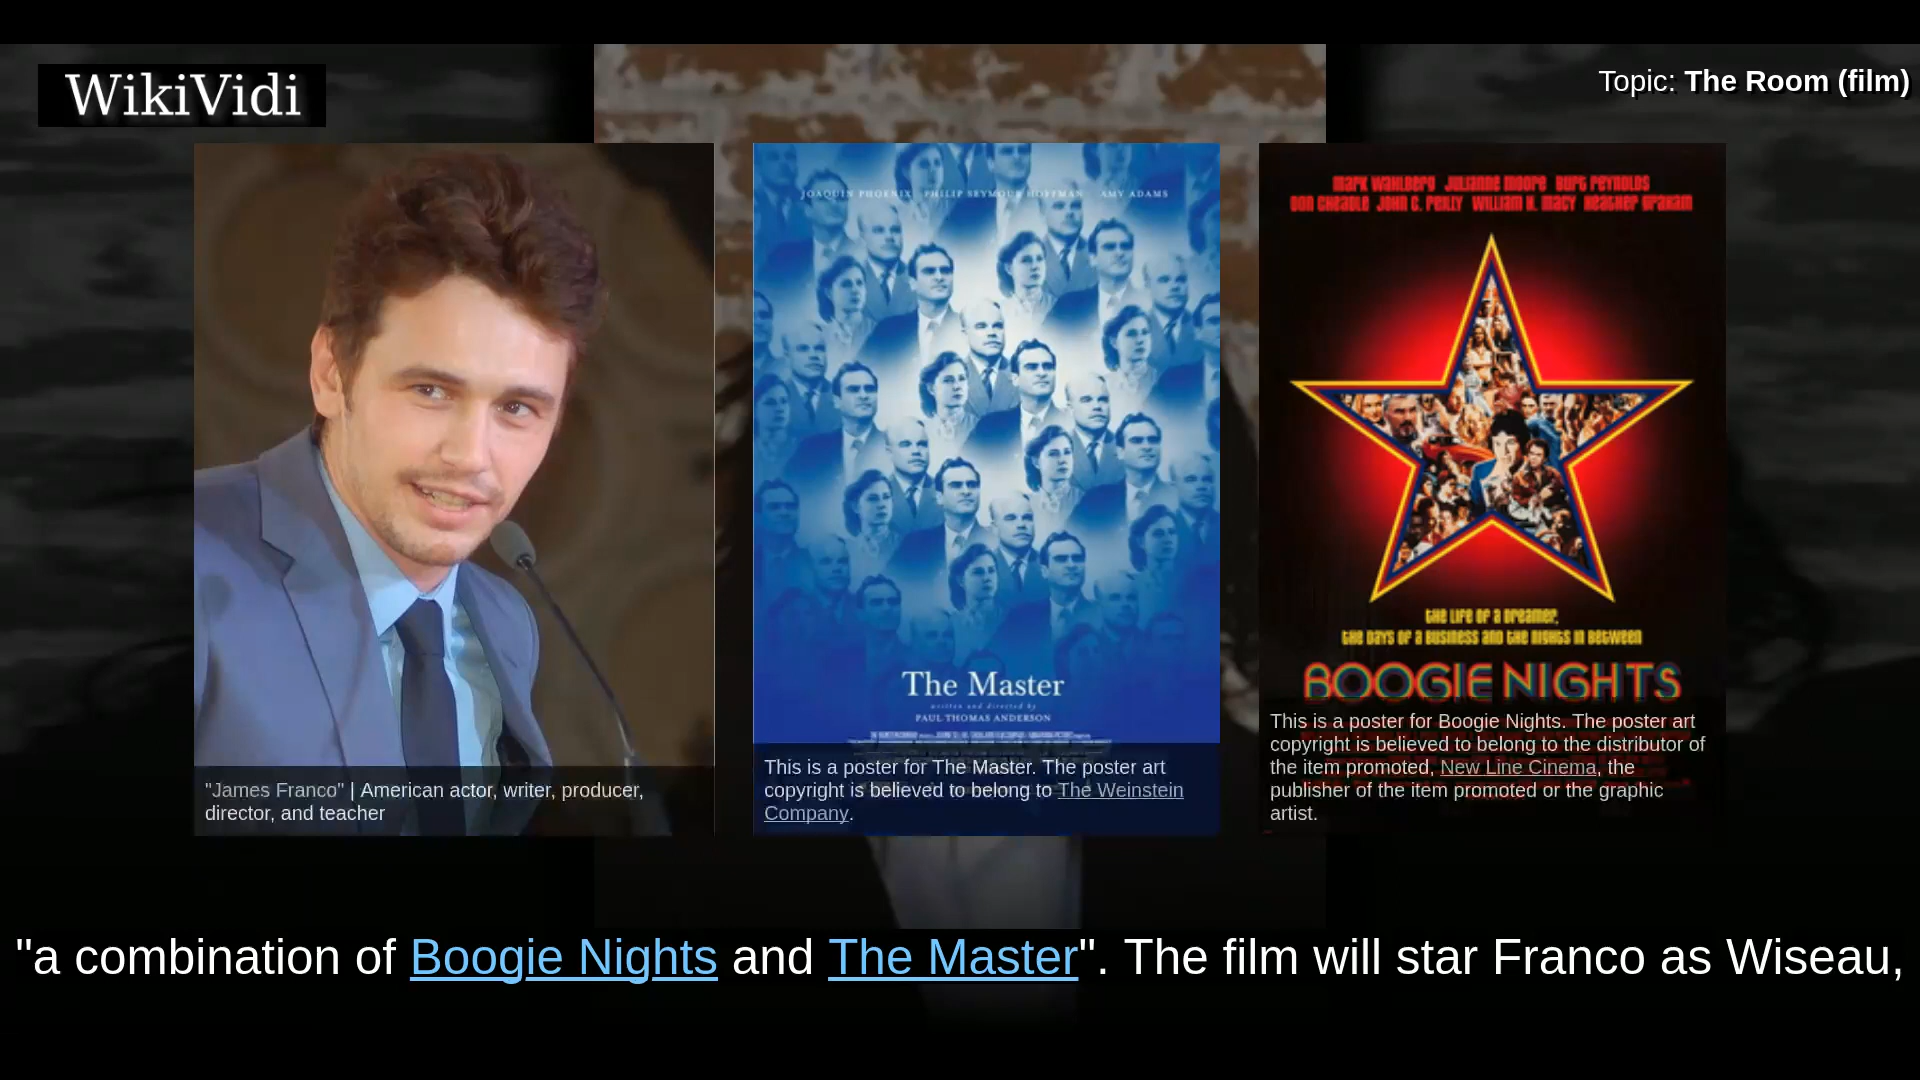 WikiVidi
Topic: The Room (film)
"James Franco" | American actor, writer, producer,
director, and teacher
JOAQUIN PHOENIX PHILIP SEYMOUR HOFFMAN AMY ADAMS
The Master
written and directed by
PAUL THOMAS ANDERSON
This is a poster for The Master. The poster art
copyright is believed to belong to The Weinstein
Company.
MARK WAHLBERG JULIANNE MOORE BURT REYNOLDS
DON CHEADLE JOHN C. REILLY WILLIAM H. MACY HEATHER GRAHAM
THE LIFE OF A DREAMER,
THE DAYS OF A BUSINESS AND THE NIGHTS IN BETWEEN
BOOGIE NIGHTS
This is a poster for Boogie Nights. The poster art
copyright is believed to belong to the distributor of
the item promoted, New Line Cinema, the
publisher of the item promoted or the graphic
artist.
"a combination of Boogie Nights and The Master". The film will star Franco as Wiseau,